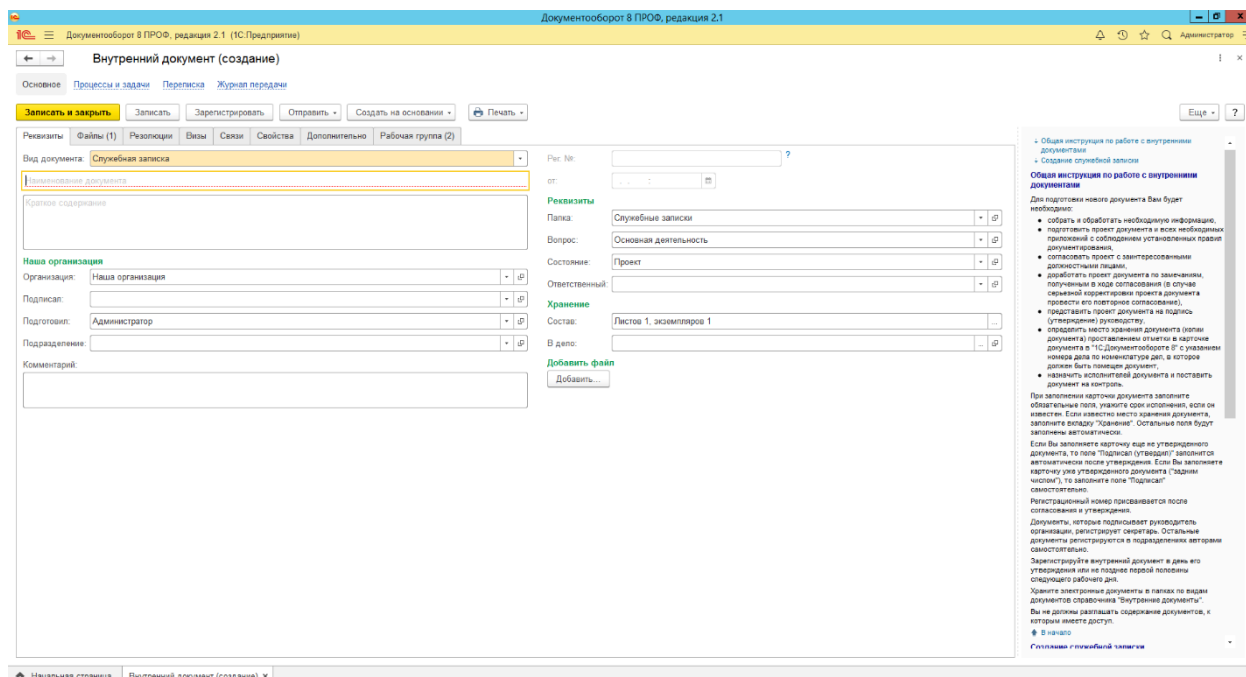 Документооборот 8 ПРОФ, редакция 2.1
1С Документооборот 8 ПРОФ, редакция 2.1 (1С:Предприятие)
Администратор
Внутренний документ (создание)
Основное Процессы и задачи Переписка Журнал передачи
Записать и закрыть Записать Зарегистрировать Отправить Создать на основании Печать Еще ?
Реквизиты Файлы (1) Резолюции Визы Связи Свойства Дополнительно Рабочая группа (2)
Вид документа: Служебная записка
Наименование документа
Краткое содержание
Наша организация
Организация: Наша организация
Подписал:
Подготовил: Администратор
Подразделение:
Комментарий:
Рег. №: ?
от: . . :
Реквизиты
Папка: Служебные записки
Вопрос: Основная деятельность
Состояние: Проект
Ответственный:
Хранение
Состав: Листов 1, экземпляров 1 ...
В дело: ...
Добавить файл
Добавить...
Общая инструкция по работе с внутренними
документами
Создание служебной записки
Общая инструкция по работе с внутренними
документами
Для подготовки нового документа Вам будет
необходимо:
собрать и обработать необходимую информацию,
подготовить проект документа и всех необходимых
приложений с соблюдением установленных правил
документирования,
согласовать проект с заинтересованными
должностными лицами,
доработать проект документа по замечаниям,
полученным в ходе согласования (в случае
серьезной корректировки проекта документа
провести его повторное согласование),
представить проект документа на подпись
(утверждение) руководству,
определить место хранения документа (копии
документа) проставлением отметки в карточке
документа в "1С:Документообороте 8" с указанием
номера дела по номенклатуре дел, в которое
должен быть помещен документ,
назначить исполнителей документа и поставить
документ на контроль.
При заполнении карточки документа заполните
обязательные поля, укажите срок исполнения, если он
известен. Если известно место хранения документа,
заполните вкладку "Хранение". Остальные поля будут
заполнены автоматически.
Если Вы заполняете карточку еще не утвержденного
документа, то поле "Подписал (утвердил)" заполнится
автоматически после утверждения. Если Вы заполняете
карточку уже утвержденного документа ("задним
числом"), то заполните поле "Подписал"
самостоятельно.
Регистрационный номер присваивается после
согласования и утверждения.
Документы, которые подписывает руководитель
организации, регистрирует секретарь. Остальные
документы регистрируются в подразделениях авторами
самостоятельно.
Зарегистрируйте внутренний документ в день его
утверждения или не позднее первой половины
следующего рабочего дня.
Храните электронные документы в папках по видам
документов справочника "Внутренние документы".
Вы не должны разглашать содержание документов, к
которым имеете доступ.
В начало
Создание служебной записки
Начальная страница Внутренний документ (создание) ×